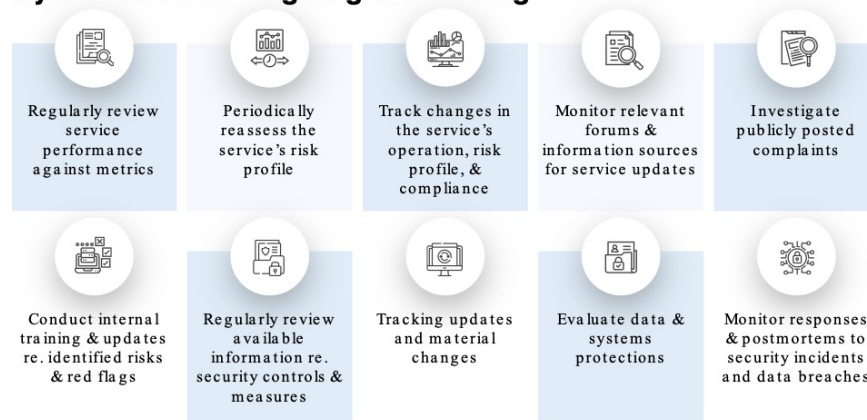 Regularly review
service
performance
against metrics
Periodically
reassess the
service's risk
profile
Track changes in
the service's
operation, risk
profile, &
compliance
Monitor relevant
forums &
information sources
for service updates
Investigate
publicly posted
complaints
Conduct internal
training & updates
re. identified risks
& red flags
Regularly review
available
information re.
security controls &
measures
Tracking updates
and material
changes
Evaluate data &
systems
protections
Monitor responses
& postmortems to
security incidents
and data breaches